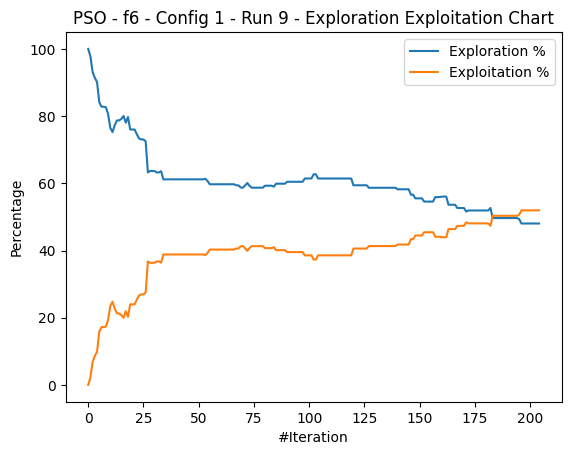 PSO - f6 - Config 1 - Run 9 - Exploration Exploitation Chart
Exploration %
Exploitation %
Percentage
100
80
60
40
20
0
0 25 50 75 100 125 150 175 200
#Iteration